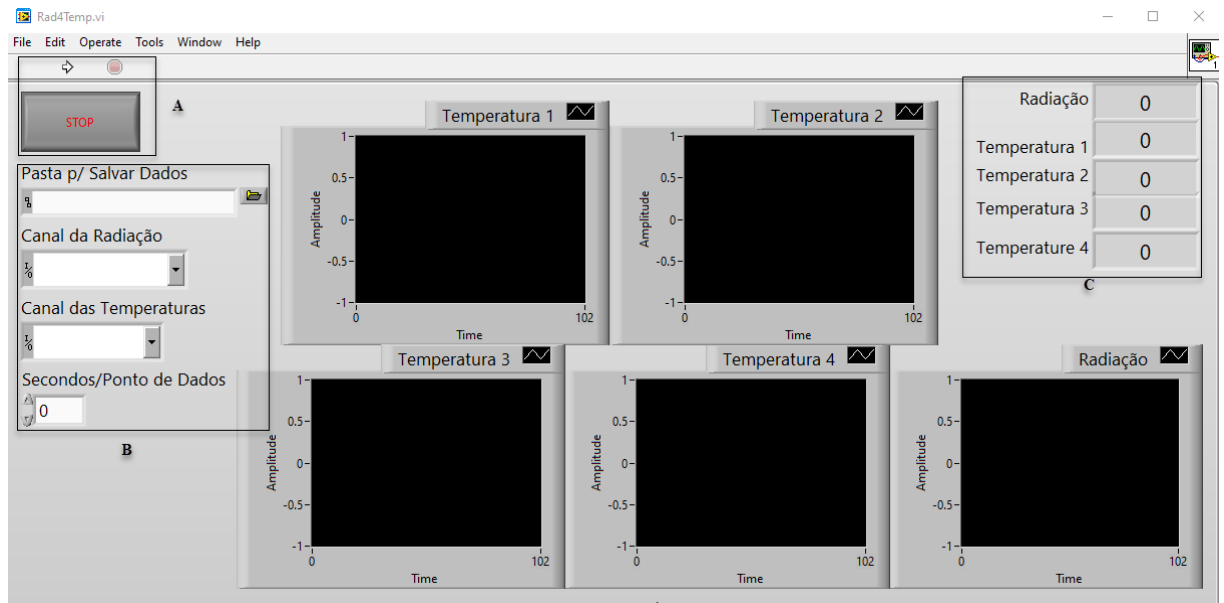 Rad4Temp.vi
File Edit Operate Tools Window Help
STOP
A
Pasta p/ Salvar Dados
Canal da Radiação
Canal das Temperaturas
Secondos/Ponto de Dados
0
B
Temperatura 1
Amplitude
1
0.5
0
-0.5
-1
0
102
Time
Temperatura 2
Amplitude
1
0.5
0
-0.5
-1
0
102
Time
Radiação 0
Temperatura 1 0
Temperatura 2 0
Temperatura 3 0
Temperature 4 0
C
Temperatura 3
Amplitude
1
0.5
0
-0.5
-1
0
102
Time
Temperatura 4
Amplitude
1
0.5
0
-0.5
-1
0
102
Time
Radiação
Amplitude
1
0.5
0
-0.5
-1
0
102
Time